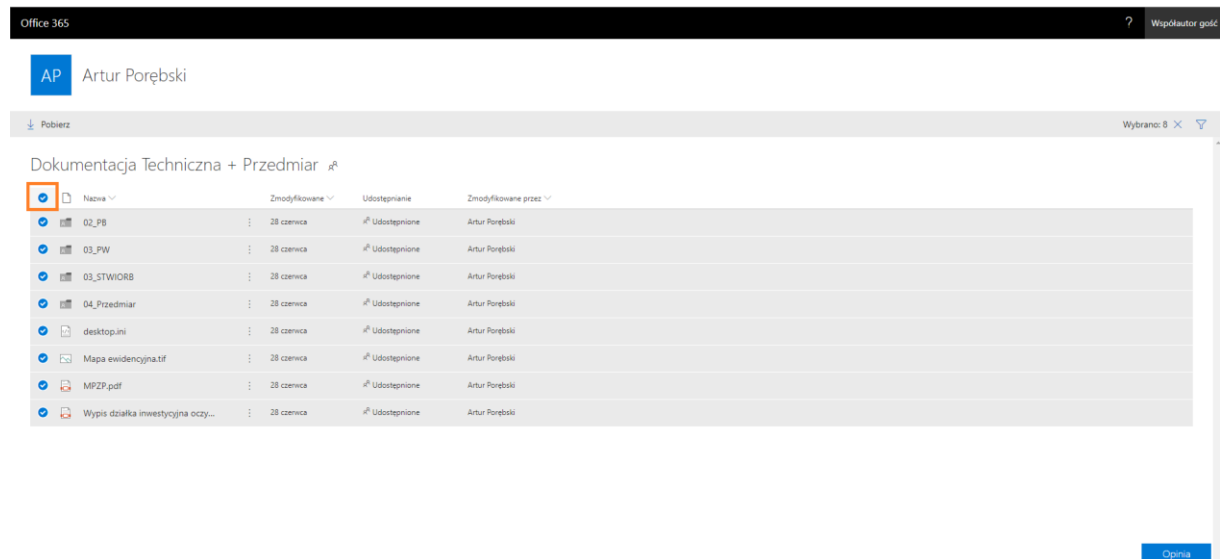 Office 365 ? Współautor gość
AP Artur Porębski
Pobierz Wybrano: 8
Dokumentacja Techniczna + Przedmiar
Nazwa Zmodyfikowane Udostępnianie Zmodyfikowane przez
02_PB 28 czerwca Udostępnione Artur Porębski
03_PW 28 czerwca Udostępnione Artur Porębski
03_STWIORB 28 czerwca Udostępnione Artur Porębski
04_Przedmiar 28 czerwca Udostępnione Artur Porębski
desktop.ini 28 czerwca Udostępnione Artur Porębski
Mapa ewidencyjna.tif 28 czerwca Udostępnione Artur Porębski
MPZP.pdf 28 czerwca Udostępnione Artur Porębski
Wypis działka inwestycyjna oczy... 28 czerwca Udostępnione Artur Porębski
Opinia